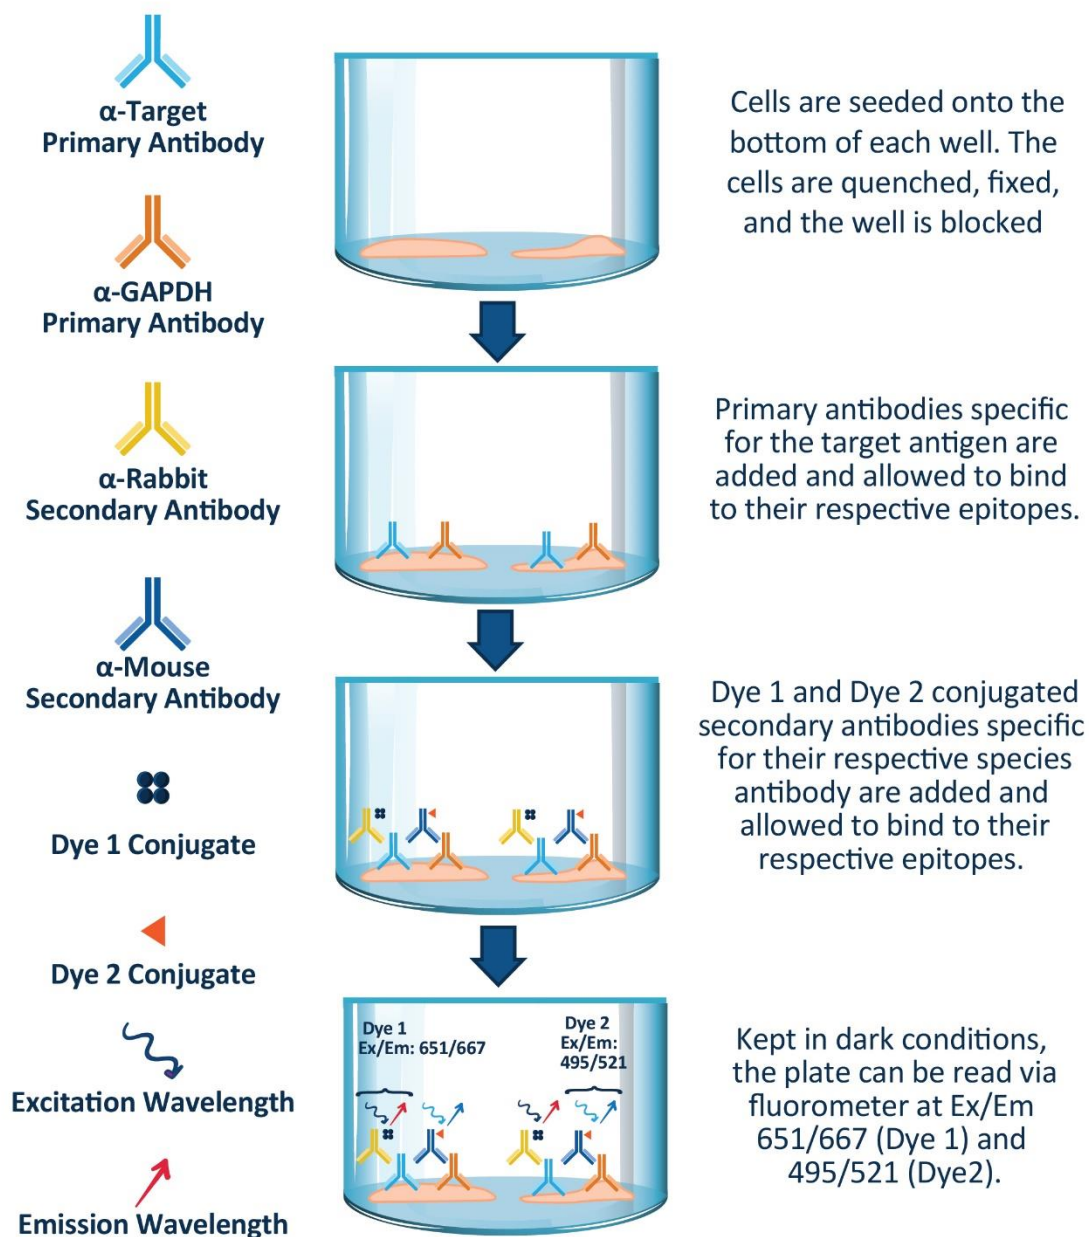 α-Target
Primary Antibody
α-GAPDH
Primary Antibody
α-Rabbit
Secondary Antibody
α-Mouse
Secondary Antibody
Dye 1 Conjugate
Dye 2 Conjugate
Excitation Wavelength
Emission Wavelength
Cells are seeded onto the
bottom of each well. The
cells are quenched, fixed,
and the well is blocked
Primary antibodies specific
for the target antigen are
added and allowed to bind
to their respective epitopes.
Dye 1 and Dye 2 conjugated
secondary antibodies specific
for their respective species
antibody are added and
allowed to bind to their
respective epitopes.
Dye 1
Ex/Em: 651/667
Dye 2
Ex/Em:
495/521
Kept in dark conditions,
the plate can be read via
fluorometer at Ex/Em
651/667 (Dye 1) and
495/521 (Dye2).